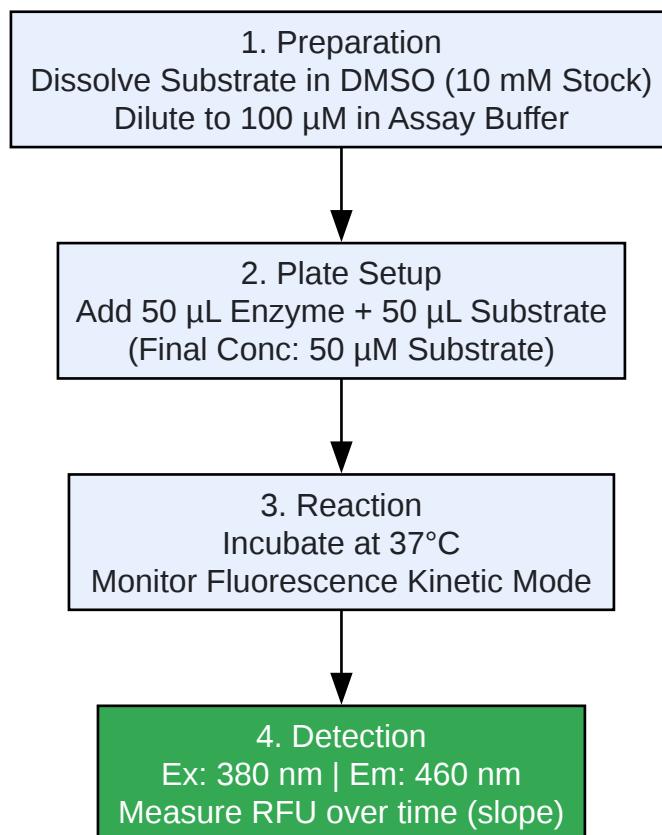 1. Preparation
Dissolve Substrate in DMSO (10 mM Stock)
Dilute to 100 µM in Assay Buffer
2. Plate Setup
Add 50 µL Enzyme + 50 µL Substrate
(Final Conc: 50 µM Substrate)
3. Reaction
Incubate at 37°C
Monitor Fluorescence Kinetic Mode
4. Detection
Ex: 380 nm | Em: 460 nm
Measure RFU over time (slope)